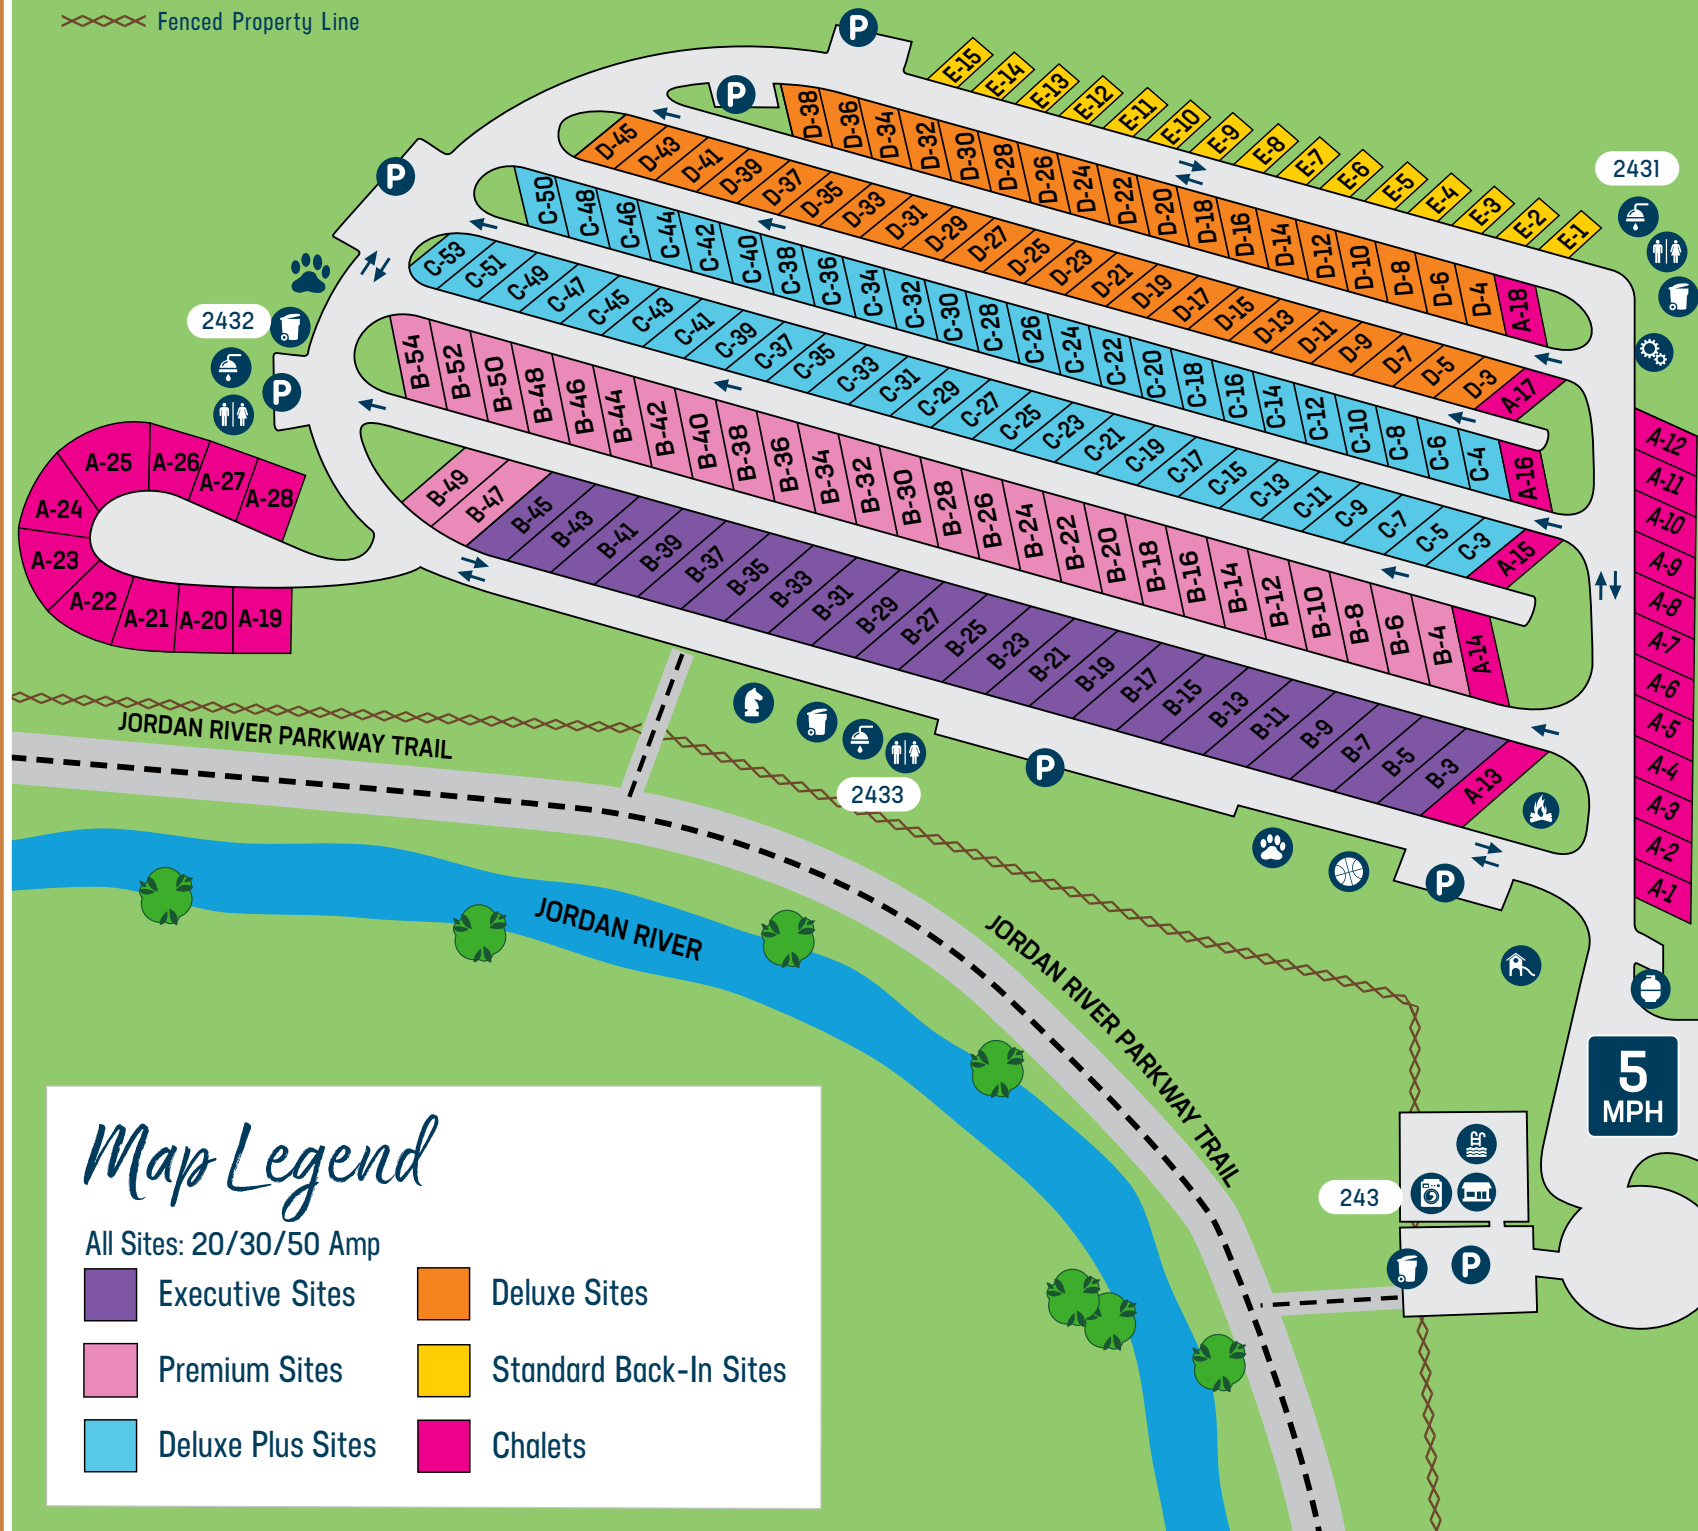 Fenced Property Line
P
P
P
P
P
P
P
E-15
E-14
E-13
E-12
E-11
E-10
E-9
E-8
E-7
E-6
E-5
E-4
E-3
E-2
E-1
2431
D-38
D-36
D-34
D-32
D-30
D-28
D-26
D-24
D-22
D-20
D-18
D-16
D-14
D-12
D-10
D-8
D-6
D-4
A-18
D-45
D-43
D-41
D-39
D-37
D-35
D-33
D-31
D-29
D-27
D-25
D-23
D-21
D-19
D-17
D-15
D-13
D-11
D-9
D-7
D-5
D-3
A-17
C-50
C-48
C-46
C-44
C-42
C-40
C-38
C-36
C-34
C-32
C-30
C-28
C-26
C-24
C-22
C-20
C-18
C-16
C-14
C-12
C-10
C-8
C-6
C-4
A-16
C-53
C-51
C-49
C-47
C-45
C-43
C-41
C-39
C-37
C-35
C-33
C-31
C-29
C-27
C-25
C-23
C-21
C-19
C-17
C-15
C-13
C-11
C-9
C-7
C-5
C-3
A-15
2432
B-54
B-52
B-50
B-48
B-46
B-44
B-42
B-40
B-38
B-36
B-34
B-32
B-30
B-28
B-26
B-24
B-22
B-20
B-18
B-16
B-14
B-12
B-10
B-8
B-6
B-4
A-14
B-49
B-47
B-45
B-43
B-41
B-39
B-37
B-35
B-33
B-31
B-29
B-27
B-25
B-23
B-21
B-19
B-17
B-15
B-13
B-11
B-9
B-7
B-5
B-3
A-13
A-12
A-11
A-10
A-9
A-8
A-7
A-6
A-5
A-4
A-3
A-2
A-1
A-28
A-27
A-26
A-25
A-24
A-23
A-22
A-21
A-20
A-19
JORDAN RIVER PARKWAY TRAIL
2433
JORDAN RIVER
JORDAN RIVER PARKWAY TRAIL
5
MPH
243
P
Map Legend
All Sites: 20/30/50 Amp
Executive Sites
Deluxe Sites
Premium Sites
Standard Back-In Sites
Deluxe Plus Sites
Chalets